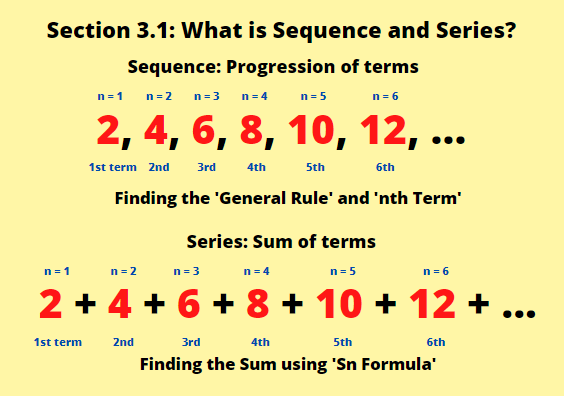 Section 3.1: What is Sequence and Series?
Sequence: Progression of terms
n = 1 n = 2 n = 3 n = 4 n = 5 n = 6
2, 4, 6, 8, 10, 12, ...
1st term 2nd 3rd 4th 5th 6th
Finding the 'General Rule' and 'nth Term'
Series: Sum of terms
n = 1 n = 2 n = 3 n = 4 n = 5 n = 6
2 + 4 + 6 + 8 + 10 + 12 + ...
1st term 2nd 3rd 4th 5th 6th
Finding the Sum using 'Sn Formula'